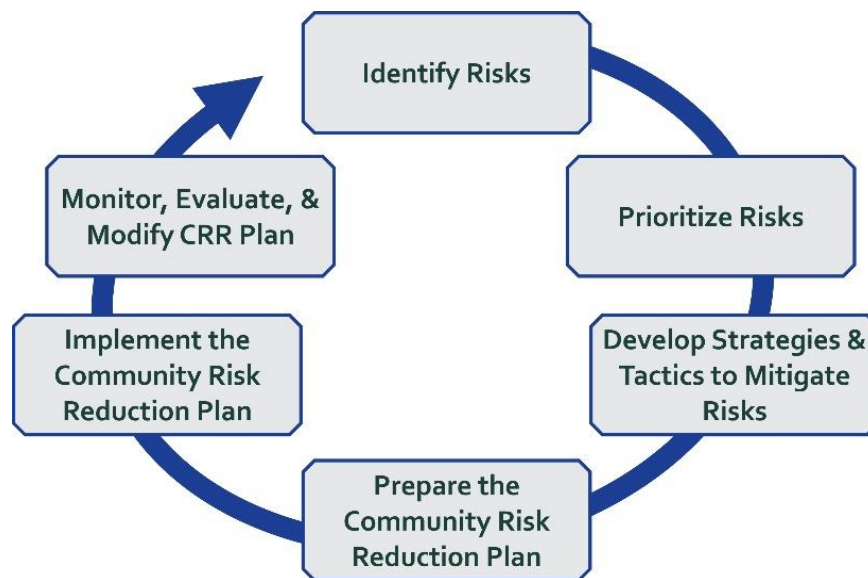 Identify Risks
Prioritize Risks
Develop Strategies &
Tactics to Mitigate
Risks
Prepare the
Community Risk
Reduction Plan
Implement the
Community Risk
Reduction Plan
Monitor, Evaluate, &
Modify CRR Plan